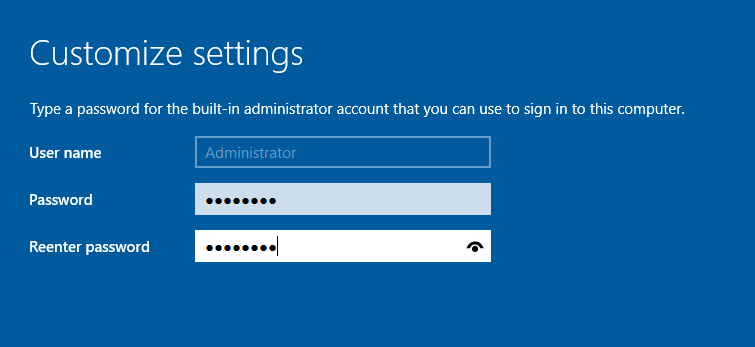 Customize settings
Type a password for the built-in administrator account that you can use to sign in to this computer.
User name
Administrator
Password
●●●●●●●●
Reenter password
●●●●●●●●